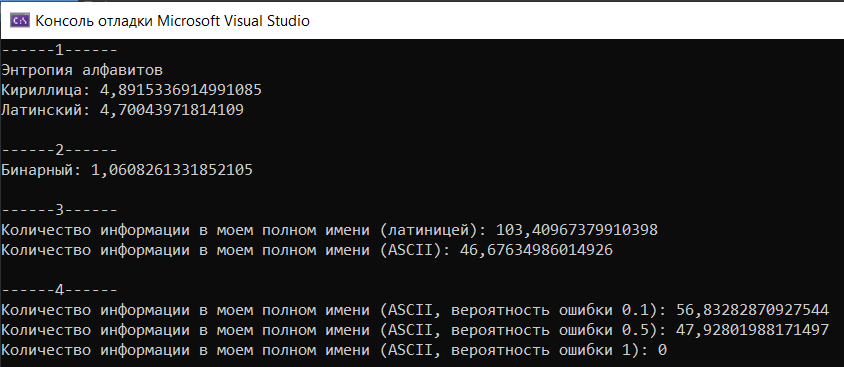 Консоль отладки Microsoft Visual Studio
------1------
Энтропия алфавитов
Кириллица: 4,8915336914991085
Латинский: 4,70043971814109
------2------
Бинарный: 1,0608261331852105
------3------
Количество информации в моем полном имени (латиницей): 103,40967379910398
Количество информации в моем полном имени (ASCII): 46,67634986014926
------4------
Количество информации в моем полном имени (ASCII, вероятность ошибки 0.1): 56,83282870927544
Количество информации в моем полном имени (ASCII, вероятность ошибки 0.5): 47,92801988171497
Количество информации в моем полном имени (ASCII, вероятность ошибки 1): 0